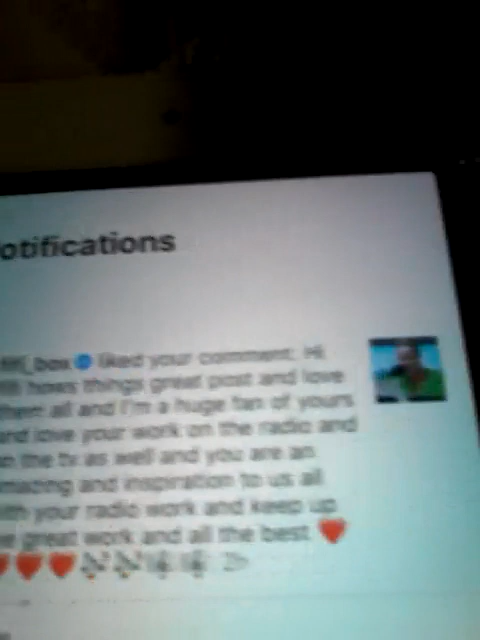 otifications
liked your comment: Hi
hows things great post and love
them all and I'm a huge fan of yours
and love your work on the radio and
on the tv as well and you are an
mazing and inspiration to us all
ith your radio work and keep up
e great work and all the best ❤️
❤️❤️❤️